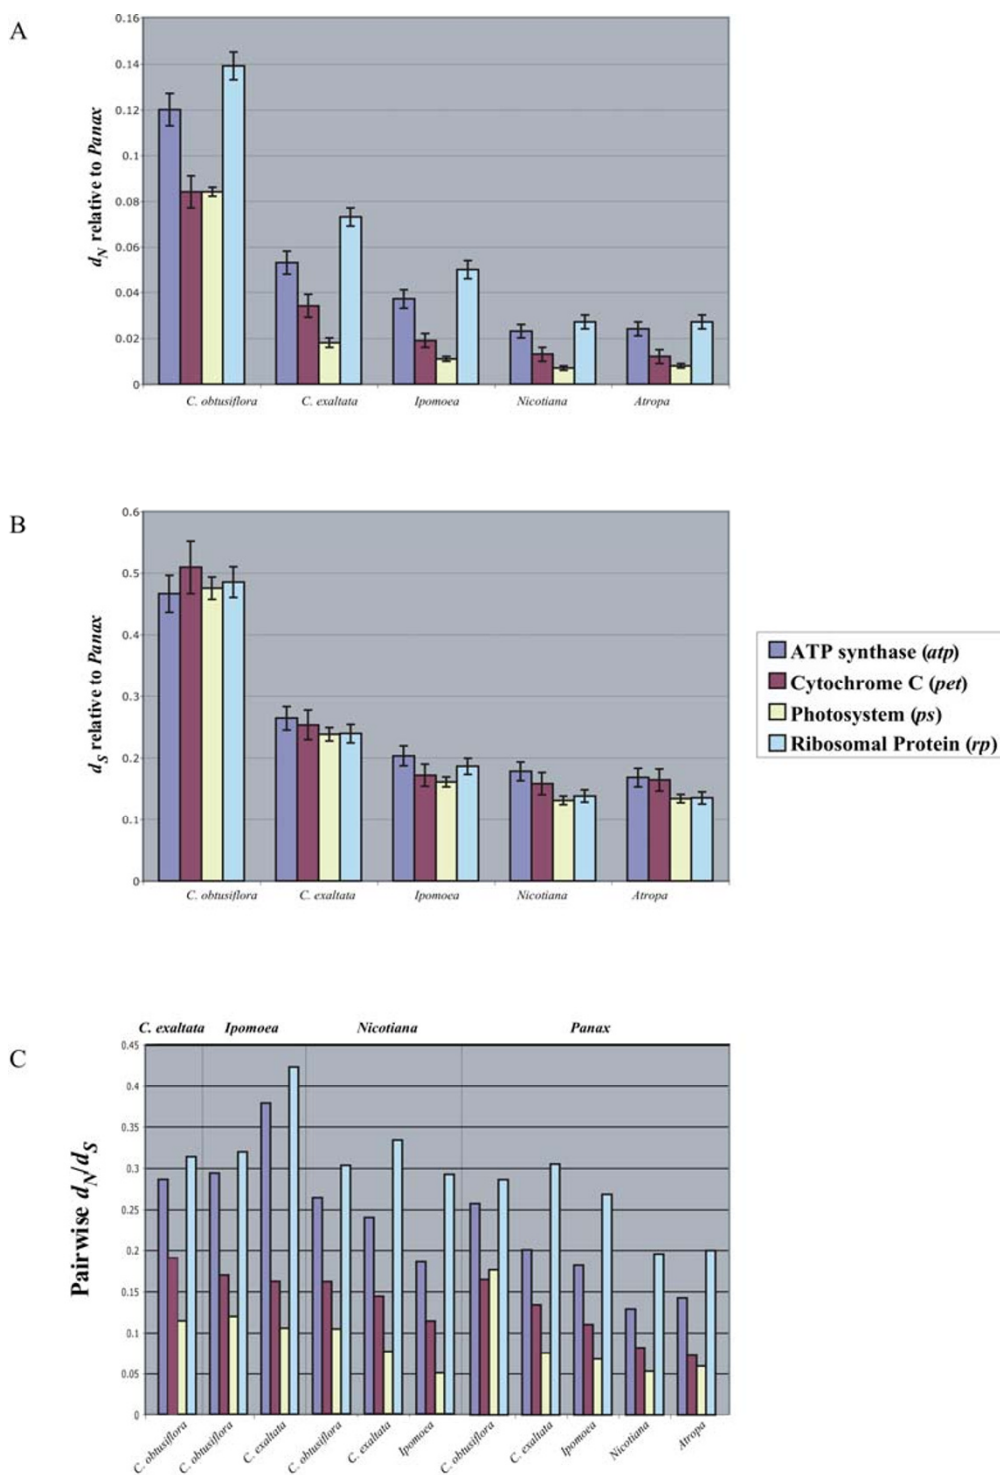 A
d_N relative to Panax
0.16
0.14
0.12
0.1
0.08
0.06
0.04
0.02
0
C. obtusiflora C. exaltata Ipomoea Nicotiana Atropa
B
d_S relative to Panax
0.6
0.5
0.4
0.3
0.2
0.1
0
C. obtusiflora C. exaltata Ipomoea Nicotiana Atropa
ATP synthase (atp)
Cytochrome C (pet)
Photosystem (ps)
Ribosomal Protein (rp)
C. exaltata Ipomoea Nicotiana Panax
C
Pairwise d_N/d_S
0.45
0.4
0.35
0.3
0.25
0.2
0.15
0.1
0.05
0
C. obtusiflora C. obtusiflora C. exaltata C. obtusiflora C. exaltata Ipomoea C. obtusiflora C. exaltata Ipomoea Nicotiana Atropa